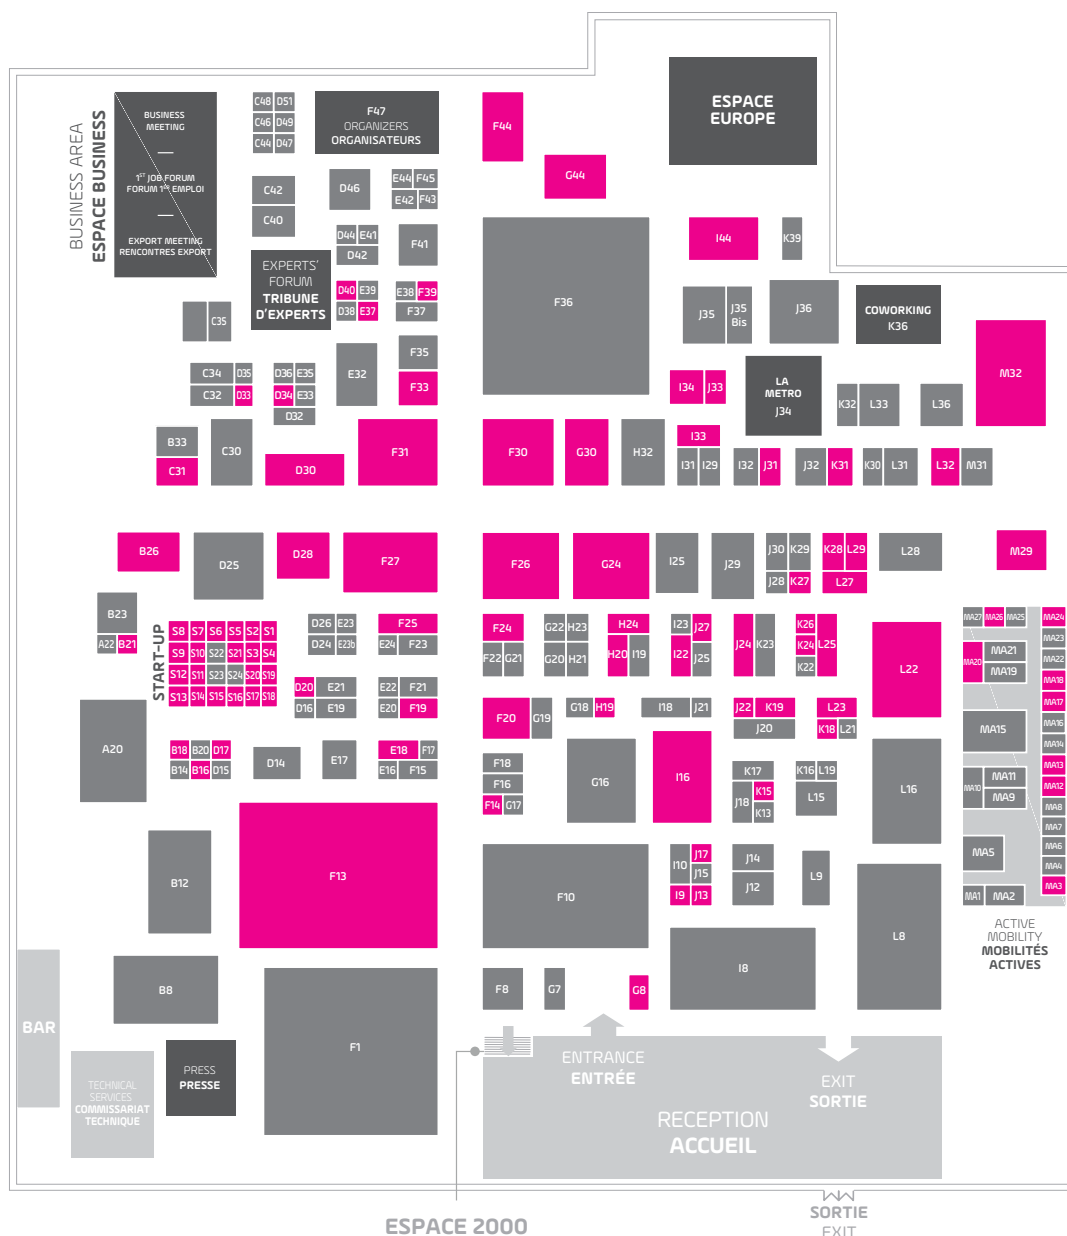 BUSINESS AREA
ESPACE BUSINESS
BUSINESS
MEETING
1ST JOB FORUM
FORUM 1ER EMPLOI
EXPORT MEETING
RENCONTRES EXPORT
C48 D51
C46 D49
C44 D47
F47
ORGANIZERS
ORGANISATEURS
F44
G44
ESPACE
EUROPE
C42
C40
D46
E44 F45
E42 F43
D44 E41
D42
F41
EXPERTS'
FORUM
TRIBUNE
D'EXPERTS
D40 E39
D38 E37
E38 F39
F37
F36
I44
K39
J35
J35
Bis
J36
COWORKING
K36
C35
C34 D35
C32 D33
D36 E35
D34 E33
D32
E32
F35
F33
I34 J33
LA
METRO
J34
K32 L33
L36
M32
B33
C31
C30
D30
F31
F30
G30
H32
I33
I31 I29
I32 J31
J32 K31
K30 L31
L32 M31
B26
D25
D28
F27
F26
G24
I25
J29
J30 K29
J28 K27
K28 L29
L27
L28
M29
B23
A22 B21
START-UP
S8 S7 S6 S5 S2 S1
S9 S10 S22 S21 S3 S4
S12 S11 S23 S24 S20 S19
S13 S14 S15 S16 S17 S18
D26 E23
D24 E23b
F25
E24 F23
F24
F22 G21
G22 H23
G20 H21
H24
H20 I19
I23 J27
I22 J25
J24 K23
K26
K24
K22
L25
L22
MA27 MA26 MA25
MA24
MA23
MA22
MA18
MA17
MA16
MA14
MA13
MA12
MA8
MA7
MA6
MA4
MA3
MA20
MA21
MA19
MA15
MA10
MA11
MA9
MA5
MA1 MA2
D20 E21
D16 E19
E22 F21
E20 F19
F20 G19
G18 H19
I18 J21
J22 K19
J20
L23
K18 L21
A20
B18 B20 D17
B14 B16 D15
D14
E17
E18 F17
E16 F15
F18
F16
F14 G17
G16
I16
K17
J18
K15
K13
K16 L19
L15
L16
B12
F13
F10
I10
J17
J15
I9 J13
J14
J12
L9
L8
ACTIVE
MOBILITY
MOBILITÉS
ACTIVES
B8
F1
F8
G7
G8
I8
BAR
TECHNICAL
SERVICES
COMMISSARIAT
TECHNIQUE
PRESS
PRESSE
ENTRANCE
ENTRÉE
EXIT
SORTIE
RECEPTION
ACCUEIL
ESPACE 2000
SORTIE
EXIT